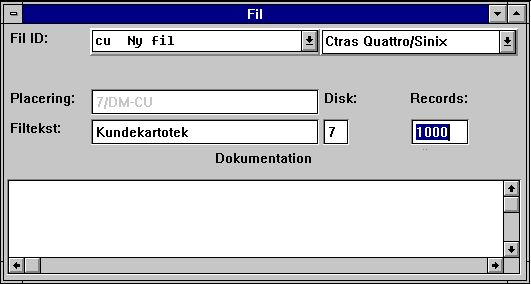 Fil
Fil ID: cu Ny fil Ctras Quattro/Sinix
Placering: 7/DM-CU Disk: Records:
Filtekst: Kundekartotek 7 1000
Dokumentation